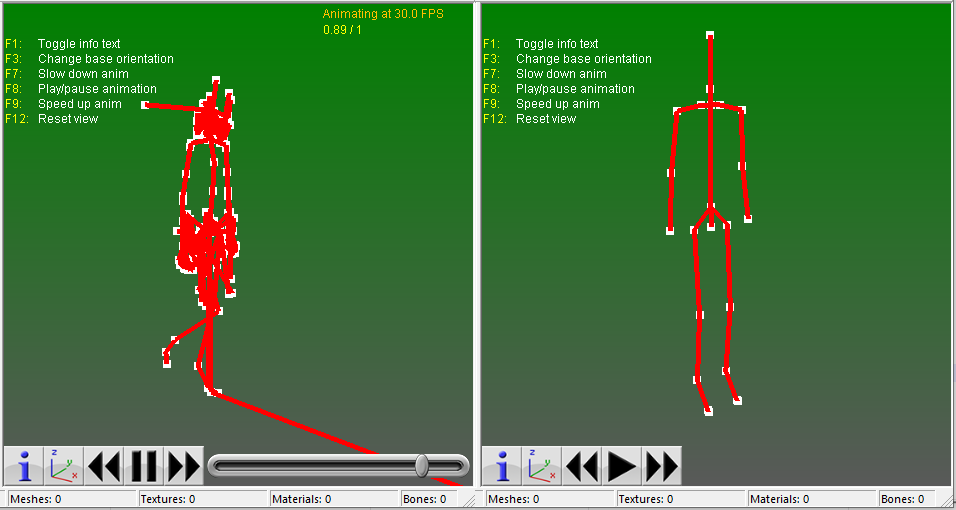 Animating at 30.0 FPS
0.89 / 1
F1: Toggle info text
F3: Change base orientation
F7: Slow down anim
F8: Play/pause animation
F9: Speed up anim
F12: Reset view
z
y
x
Meshes: 0
Textures: 0
Materials: 0
Bones: 0
F1: Toggle info text
F3: Change base orientation
F7: Slow down anim
F8: Play/pause animation
F9: Speed up anim
F12: Reset view
z
y
x
Meshes: 0
Textures: 0
Materials: 0
Bones: 0